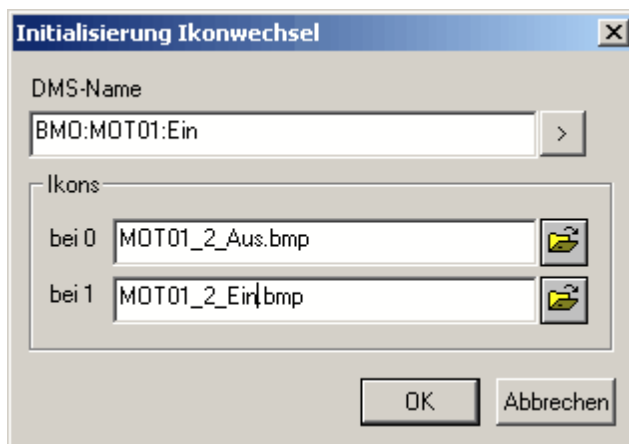 Initialisierung Ikonwechsel
DMS-Name
BMO:MOT01:Ein
>
Ikons
bei 0 MOT01_2_Aus.bmp
bei 1 MOT01_2_Ein.bmp
OK Abbrechen